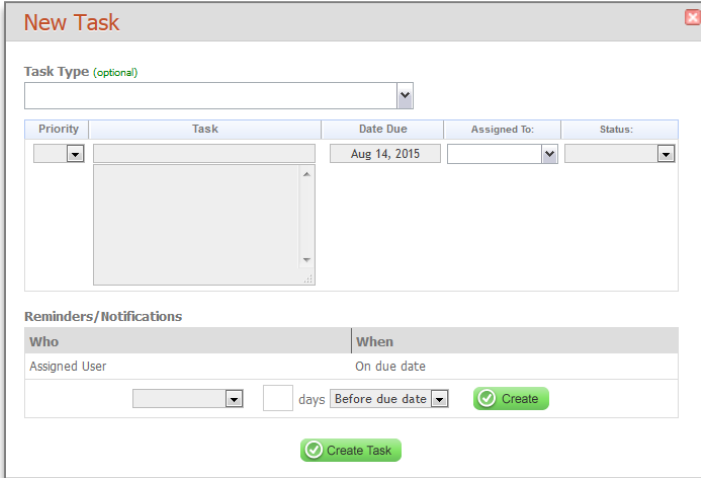 New Task
Task Type (optional)
Priority Task Date Due Assigned To: Status:
Aug 14, 2015
Reminders/Notifications
Who When
Assigned User On due date
days Before due date Create
Create Task